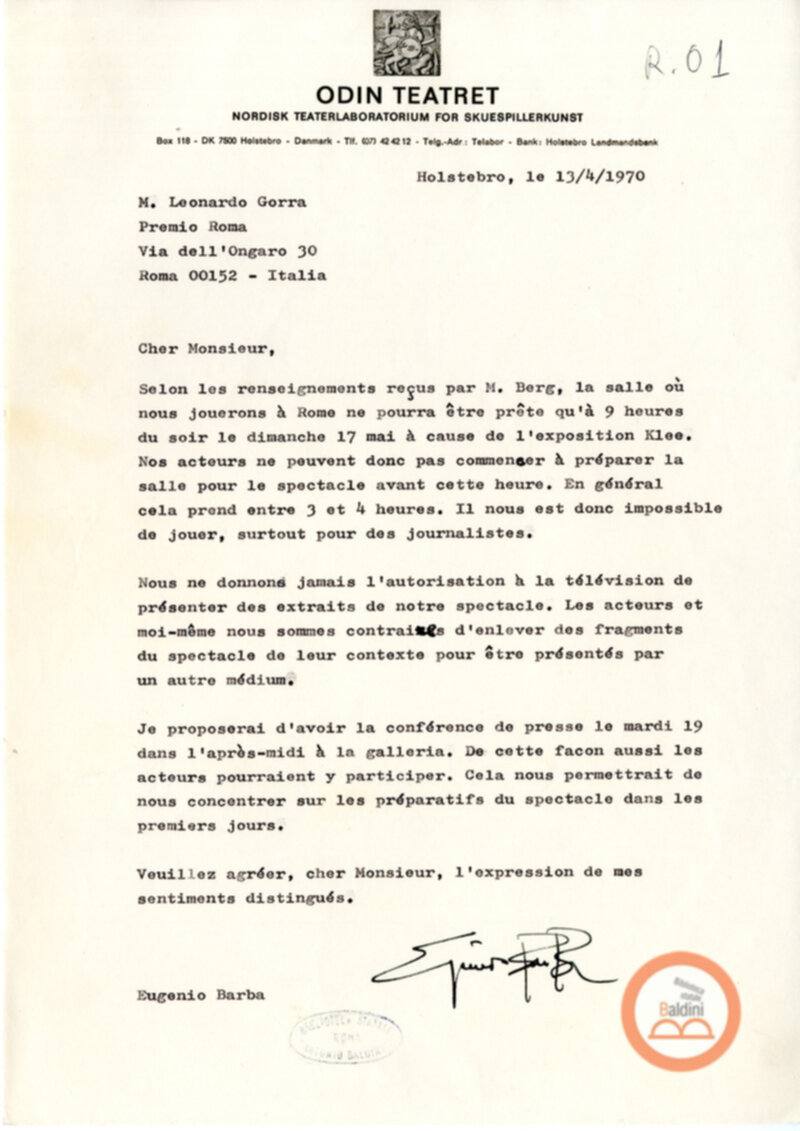 R.01
ODIN TEATRET
NORDISK TEATERLABORATORIUM FOR SKUESPILLERKUNST
Box 118 - DK 7500 Holstebro - Danmark - Tlf. (07) 42 42 12 - Telg.-Adr.: Telabor - Bank: Holstebro Landmandsbank
Holstebro, le 13/4/1970
M. Leonardo Gorra
Premio Roma
Via dell'Ongaro 30
Roma 00152 - Italia
Cher Monsieur,
Selon les renseignements reçus par M. Berg, la salle où
nous jouerons à Rome ne pourra être prête qu'à 9 heures
du soir le dimanche 17 mai à cause de l'exposition Klee.
Nos acteurs ne peuvent donc pas commencer à préparer la
salle pour le spectacle avant cette heure. En général
cela prend entre 3 et 4 heures. Il nous est donc impossible
de jouer, surtout pour des journalistes.
Nous ne donnons jamais l'autorisation à la télévision de
présenter des extraits de notre spectacle. Les acteurs et
moi-même nous sommes contraires d'enlever des fragments
du spectacle de leur contexte pour être présentés par
un autre médium.
Je proposerai d'avoir la conférence de presse le mardi 19
dans l'après-midi à la galleria. De cette facon aussi les
acteurs pourraient y participer. Cela nous permettrait de
nous concentrer sur les préparatifs du spectacle dans les
premiers jours.
Veuillez agréer, cher Monsieur, l'expression de mes
sentiments distingués.
Eugenio Barba
Eugenio Barba
BIBLIOTECA STATALE
ROMA
ANTONIO BALDINI
Biblioteca
statale
Baldini